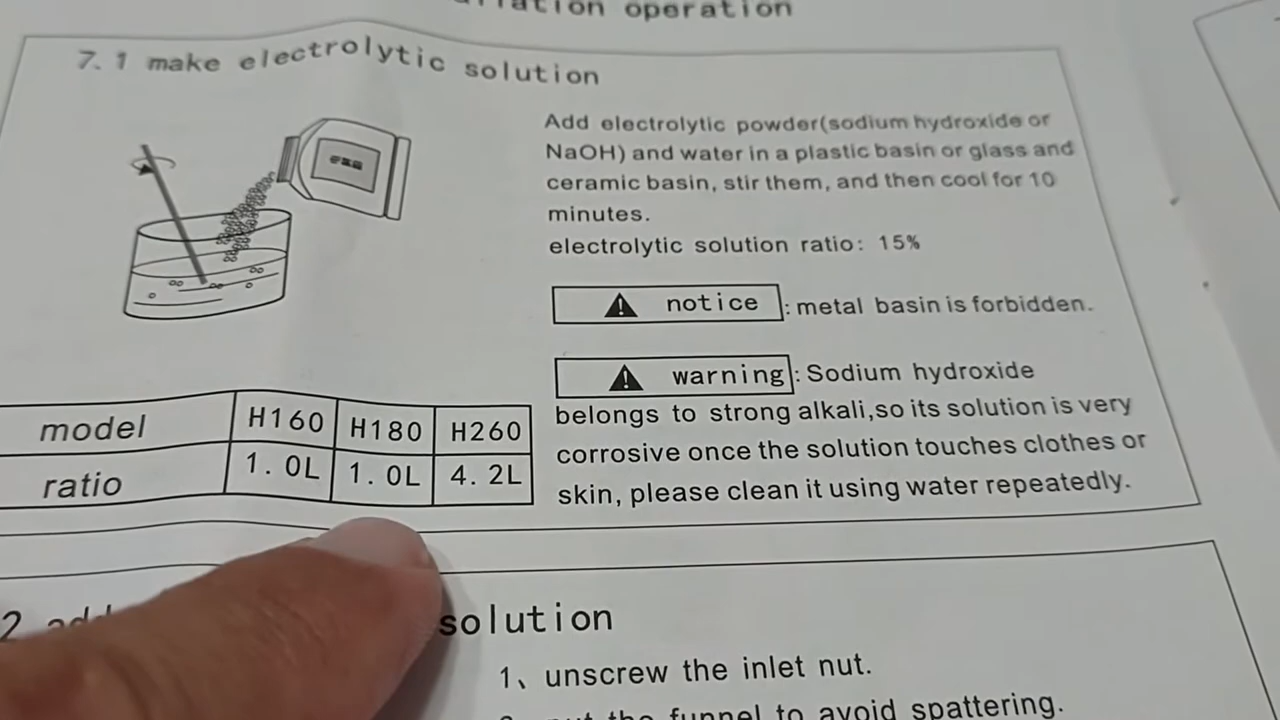 operation
7. 1 make electrolytic solution
Add electrolytic powder(sodium hydroxide or
NaOH) and water in a plastic basin or glass and
ceramic basin, stir them, and then cool for 10
minutes.
electrolytic solution ratio: 15%
notice : metal basin is forbidden.
warning : Sodium hydroxide
belongs to strong alkali,so its solution is very
corrosive once the solution touches clothes or
skin, please clean it using water repeatedly.
model H160 H180 H260
ratio 1. 0L 1. 0L 4. 2L
2 solution
1、unscrew the inlet nut.
the funnel to avoid spattering.